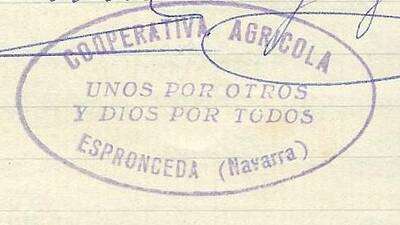 COOPERATIVA AGRICOLA
UNOS POR OTROS
Y DIOS POR TODOS
ESPRONCEDA (Navarra)